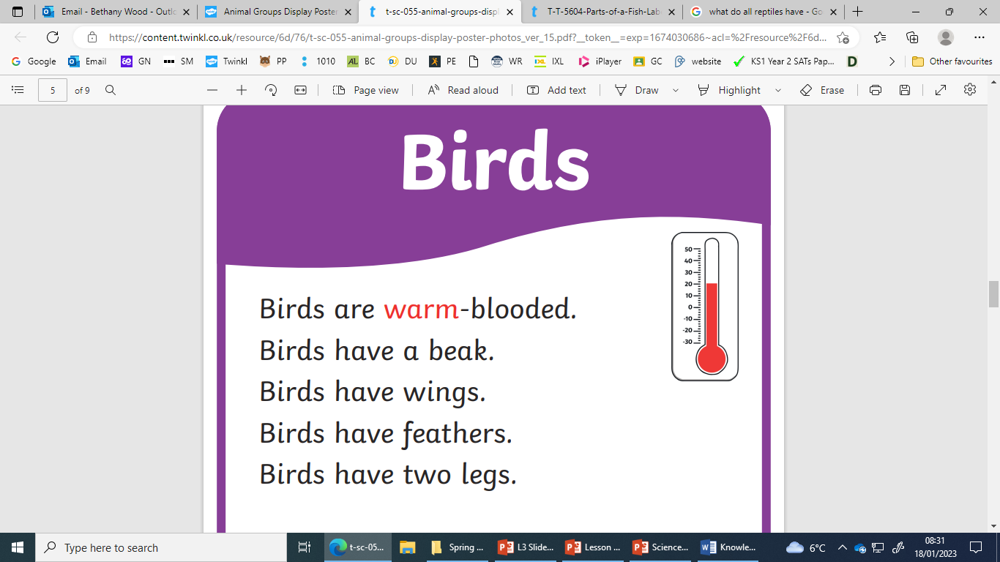 Email - Bethany Wood - Outlo
Animal Groups Display Poster
t-sc-055-animal-groups-displ
T-T-5604-Parts-of-a-Fish-Lab
what do all reptiles have - Go
https://content.twinkl.co.uk/resource/6d/76/t-sc-055-animal-groups-display-poster-photos_ver_15.pdf?__token__=exp=1674030686~acl=%2Fresource%2F6d...
Google
Email
GN
SM
Twinkl
PP
1010
BC
DU
PE
WR
IXL
iPlayer
GC
website
KS1 Year 2 SATs Pap...
D
Other favourites
5 of 9
Page view
Read aloud
Add text
Draw
Highlight
Erase
Birds
50
40
30
20
10
0
-10
-20
-30
Birds are warm-blooded.
Birds have a beak.
Birds have wings.
Birds have feathers.
Birds have two legs.
Type here to search
t-sc-05...
Spring ...
L3 Slide...
Lesson ...
Science...
Knowle...
6°C
08:31
18/01/2023